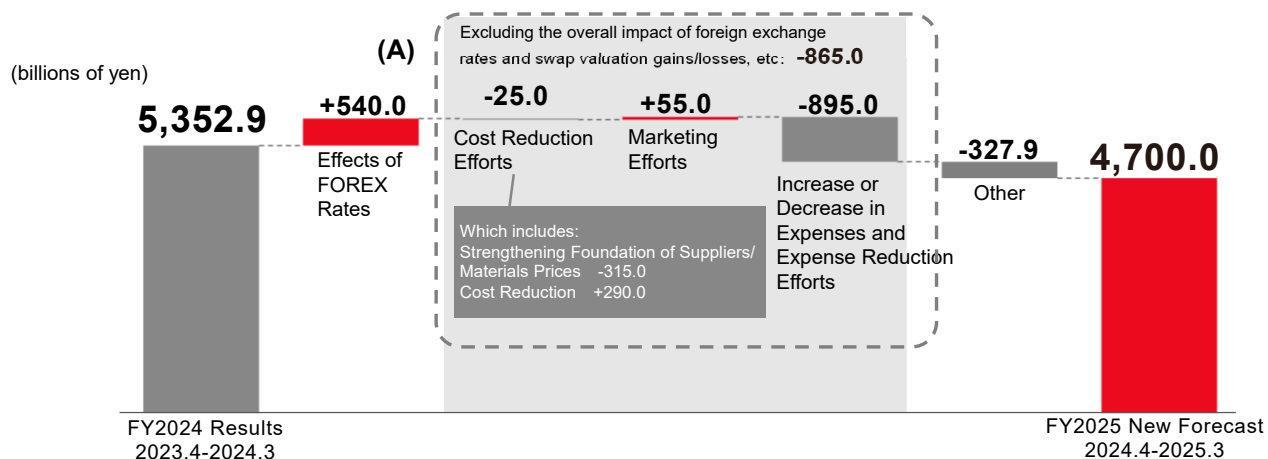 Excluding the overall impact of foreign exchange
rates and swap valuation gains/losses, etc: -865.0
(A)
(billions of yen)
5,352.9
+540.0
Effects of
FOREX
Rates
-25.0
Cost Reduction
Efforts
Which includes:
Strengthening Foundation of Suppliers/
Materials Prices -315.0
Cost Reduction +290.0
+55.0
Marketing
Efforts
-895.0
Increase or
Decrease in
Expenses and
Expense Reduction
Efforts
-327.9
Other
4,700.0
FY2024 Results
2023.4-2024.3
FY2025 New Forecast
2024.4-2025.3